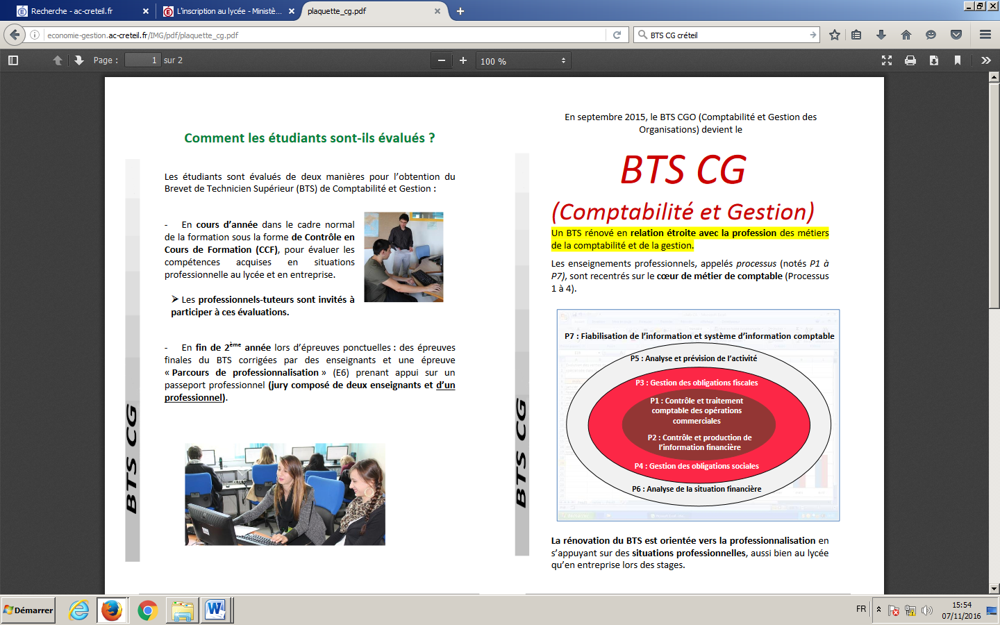 Recherche - ac-creteil.fr
L'inscription au lycée - Ministè...
plaquette_cg.pdf
economie-gestion.ac-creteil.fr/IMG/pdf/plaquette_cg.pdf
BTS CG créteil
Page : 1 sur 2
100 %
Comment les étudiants sont-ils évalués ?
Les étudiants sont évalués de deux manières pour l'obtention du
Brevet de Technicien Supérieur (BTS) de Comptabilité et Gestion :
- En cours d'année dans le cadre normal
de la formation sous la forme de Contrôle en
Cours de Formation (CCF), pour évaluer les
compétences acquises en situations
professionnelle au lycée et en entreprise.
➢ Les professionnels-tuteurs sont invités à
participer à ces évaluations.
- En fin de 2ème année lors d'épreuves ponctuelles : des épreuves
finales du BTS corrigées par des enseignants et une épreuve
« Parcours de professionnalisation » (E6) prenant appui sur un
passeport professionnel (jury composé de deux enseignants et d'un
professionnel).
BTS CG
En septembre 2015, le BTS CGO (Comptabilité et Gestion des
Organisations) devient le
BTS CG
(Comptabilité et Gestion)
Un BTS rénové en relation étroite avec la profession des métiers
de la comptabilité et de la gestion.
Les enseignements professionnels, appelés processus (notés P1 à
P7), sont recentrés sur le cœur de métier de comptable (Processus
1 à 4).
P7 : Fiabilisation de l'information et système d'information comptable
P5 : Analyse et prévision de l'activité
P3 : Gestion des obligations fiscales
P1 : Contrôle et traitement
comptable des opérations
commerciales
P2 : Contrôle et production de
l'information financière
P4 : Gestion des obligations sociales
P6 : Analyse de la situation financière
BTS CG
La rénovation du BTS est orientée vers la professionnalisation en
s'appuyant sur des situations professionnelles, aussi bien au lycée
qu'en entreprise lors des stages.
Démarrer
FR
15:54
07/11/2016